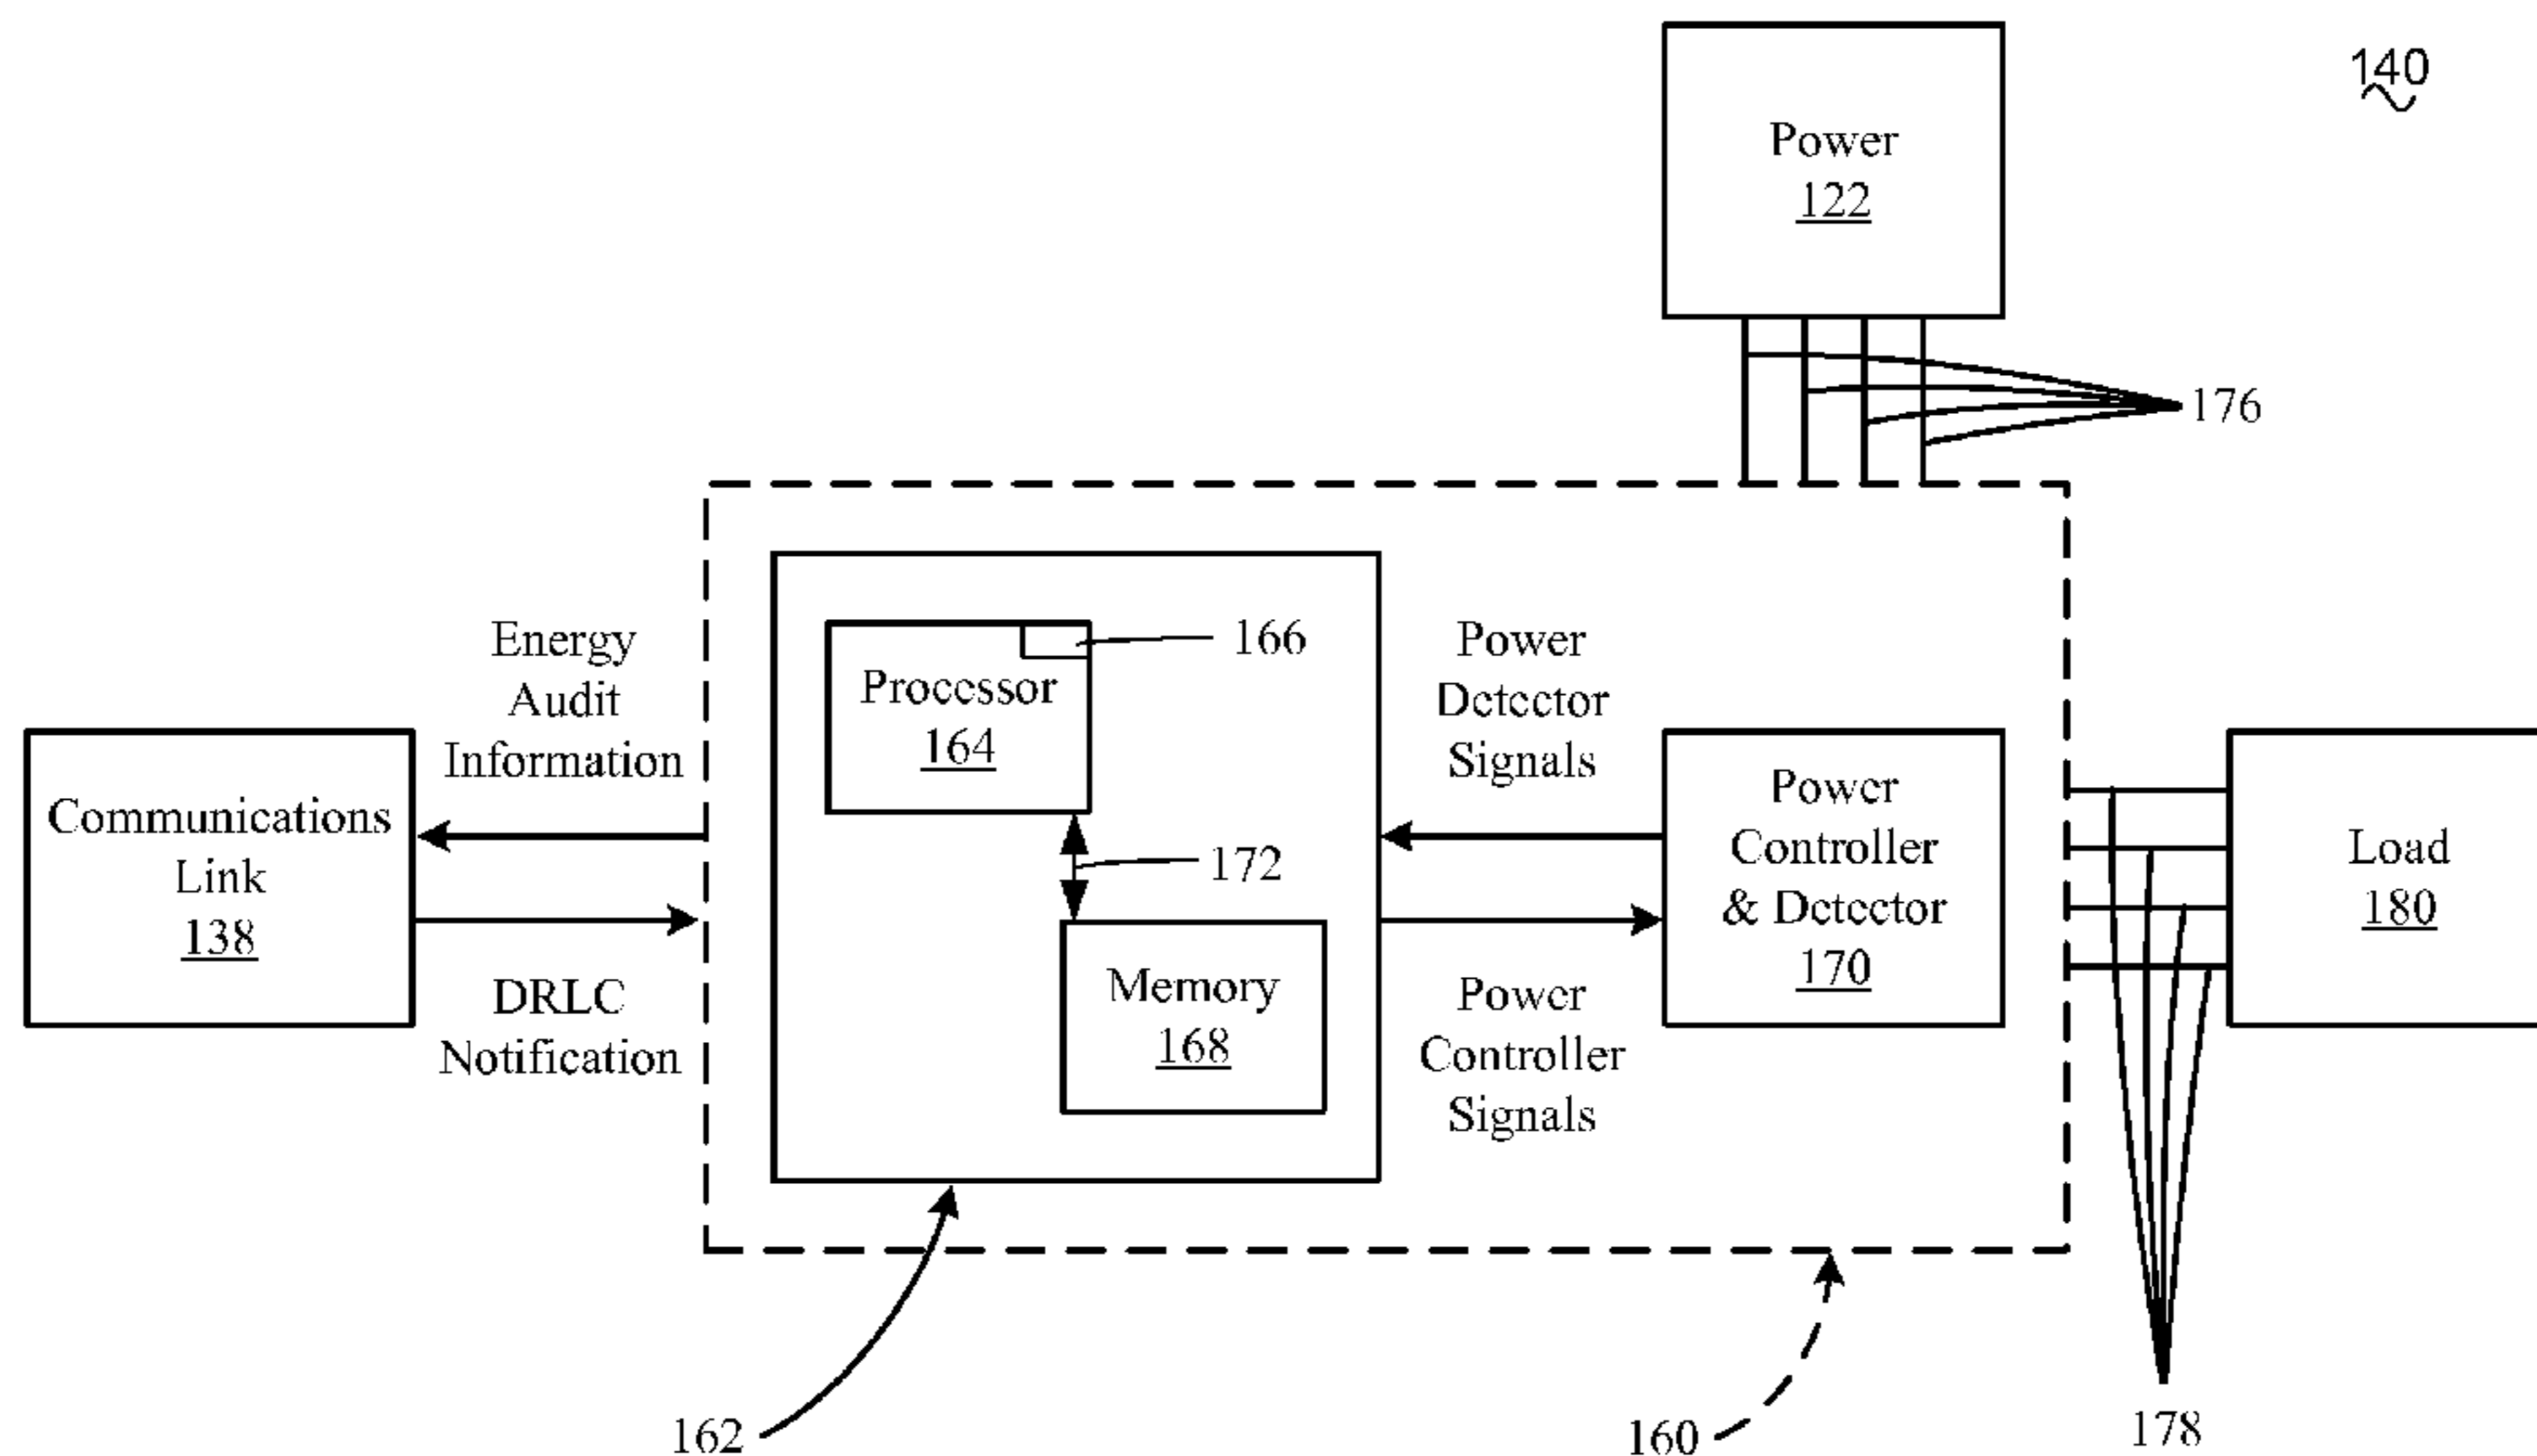 140
Power
122
176
Energy
Audit
Information
Processor
164
166
Power
Detector
Signals
Communications
Link
138
172
Power
Controller
& Detector
170
Load
180
DRLC
Notification
Memory
168
Power
Controller
Signals
162
160
178